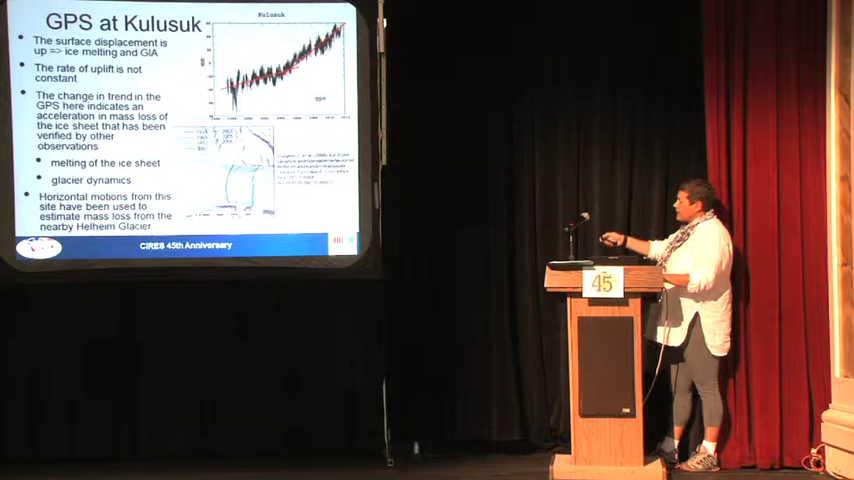 GPS at Kulusuk
Kulusuk
The surface displacement is
up => ice melting and GIA
The rate of uplift is not
constant
The change in trend in the
GPS here indicates an
acceleration in mass loss of
the ice sheet that has been
verified by other
observations
gps
melting of the ice sheet
glacier dynamics
Horizontal motions from this
site have been used to
estimate mass loss from the
nearby Helheim Glacier
CIRES 45th Anniversary
45